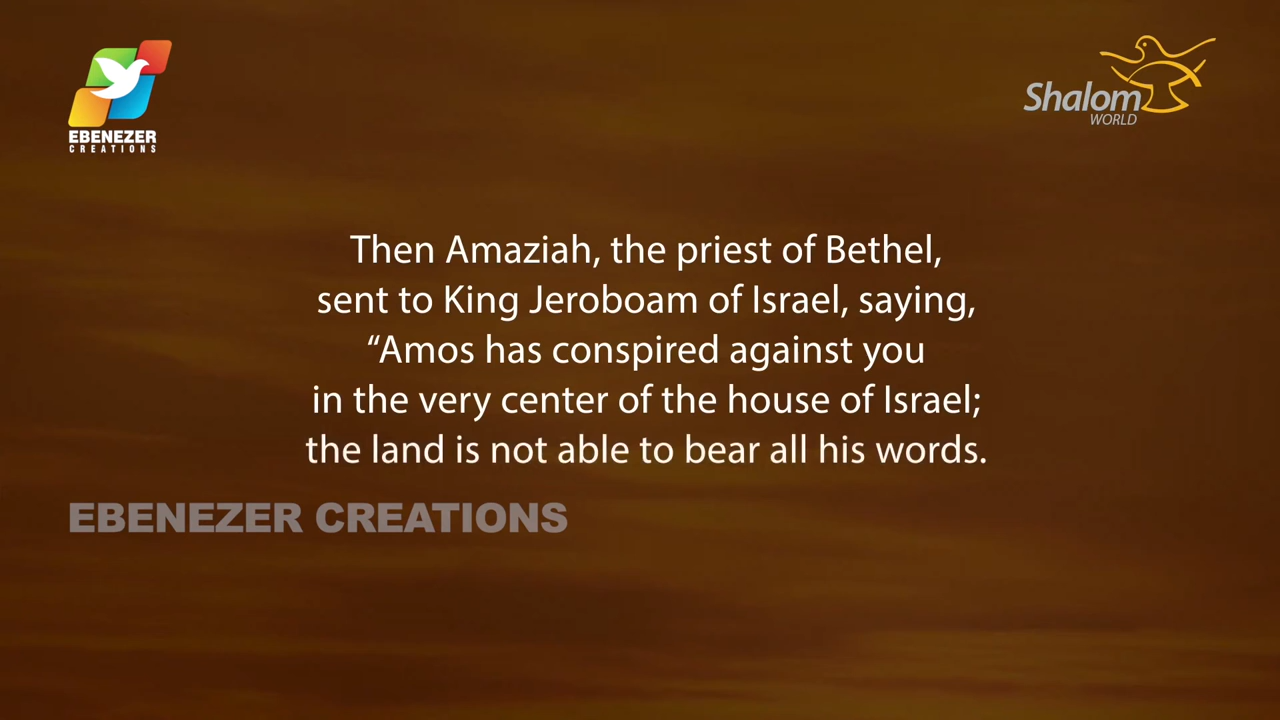 EBENEZER
CREATIONS
Shalom
WORLD
Then Amaziah, the priest of Bethel,
sent to King Jeroboam of Israel, saying,
“Amos has conspired against you
in the very center of the house of Israel;
the land is not able to bear all his words.
EBENEZER CREATIONS